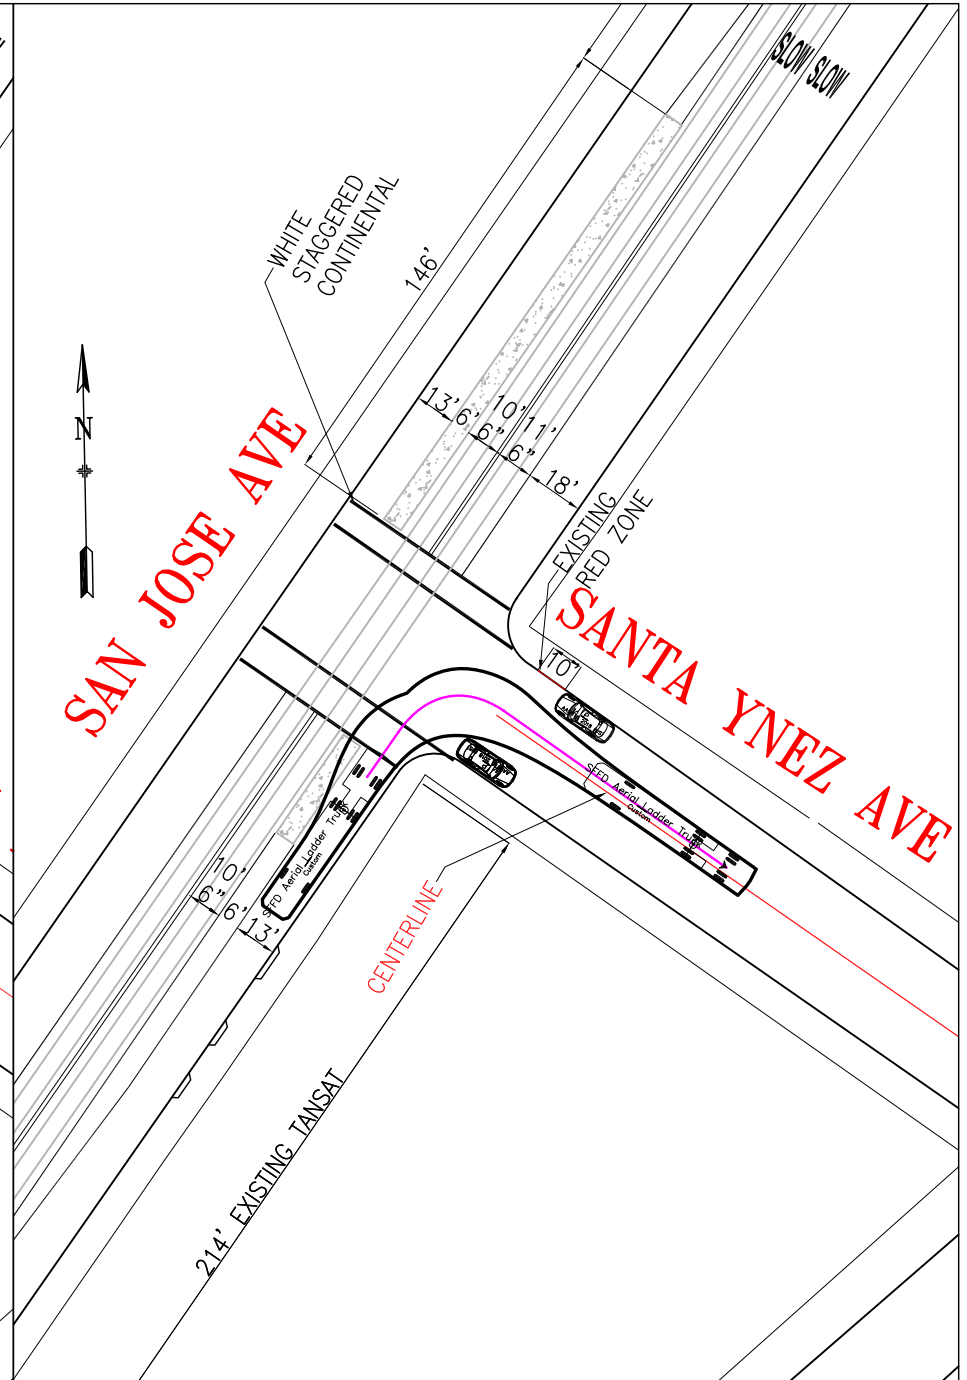 SLOW SLOW
WHITE
STAGGERED
CONTINENTAL
146'
N
SAN JOSE AVE
13' 6' 10' 11'
6" 6"
18'
EXISTING
RED ZONE
SANTA YNEZ AVE
10'
SFFD Aerial Ladder Truck
Custom
SFFD Aerial Ladder Truck
Custom
10'
6" 6' 13'
CENTERLINE
214' EXISTING TANSAT